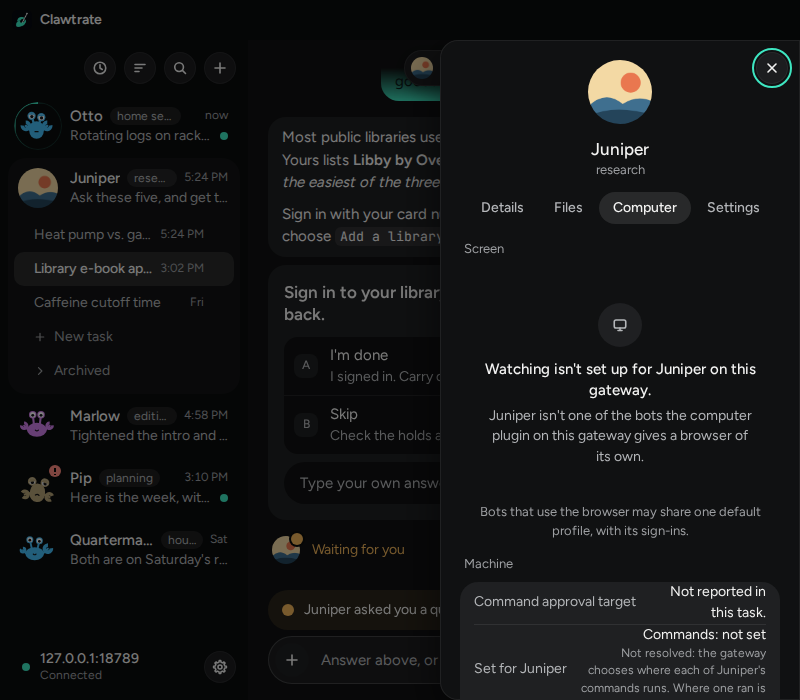 Clawtrate
Otto home se... now
Rotating logs on rack...
Juniper rese... 5:24 PM
Ask these five, and get t...
Heat pump vs. ga... 5:24 PM
Library e-book ap... 3:02 PM
Caffeine cutoff time Fri
New task
Archived
Marlow editi... 4:58 PM
Tightened the intro and ...
Pip planning 3:10 PM
Here is the week, wit...
Quarterma... hou... Sat
Both are on Saturday's r...
127.0.0.1:18789
Connected
Most public libraries use
Yours lists Libby by Ove
the easiest of the three
Sign in with your card n
choose Add a library
Sign in to your librar
back.
A I'm done
I signed in. Carry o
B Skip
Check the holds a
Type your own answ
Waiting for you
Juniper asked you a qu
Answer above, or
Juniper
research
Details Files Computer Settings
Screen
Watching isn't set up for Juniper on this
gateway.
Juniper isn't one of the bots the computer
plugin on this gateway gives a browser of
its own.
Bots that use the browser may share one default
profile, with its sign-ins.
Machine
Command approval target Not reported in
this task.
Commands: not set
Set for Juniper Not resolved: the gateway
chooses where each of Juniper's
commands runs. Where one ran is